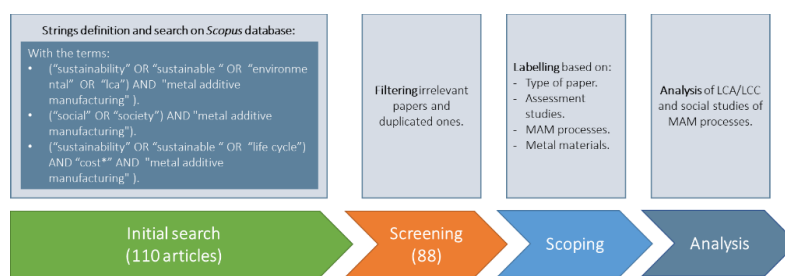 Strings definition and search on Scopus database:
With the terms:
• ("sustainability" OR "sustainable " OR "environme
ntal" OR "lca") AND "metal additive
manufacturing" ).
• ("social" OR "society") AND "metal additive
manufacturing").
• ("sustainability" OR "sustainable " OR "life cycle")
AND "cost*" AND "metal additive
manufacturing" ).
Filtering irrelevant
papers and
duplicated ones.
Labelling based on:
- Type of paper.
- Assessment
studies.
- MAM processes.
- Metal materials.
Analysis of LCA/LCC
and social studies of
MAM processes.
Initial search
(110 articles)
Screening
(88)
Scoping
Analysis